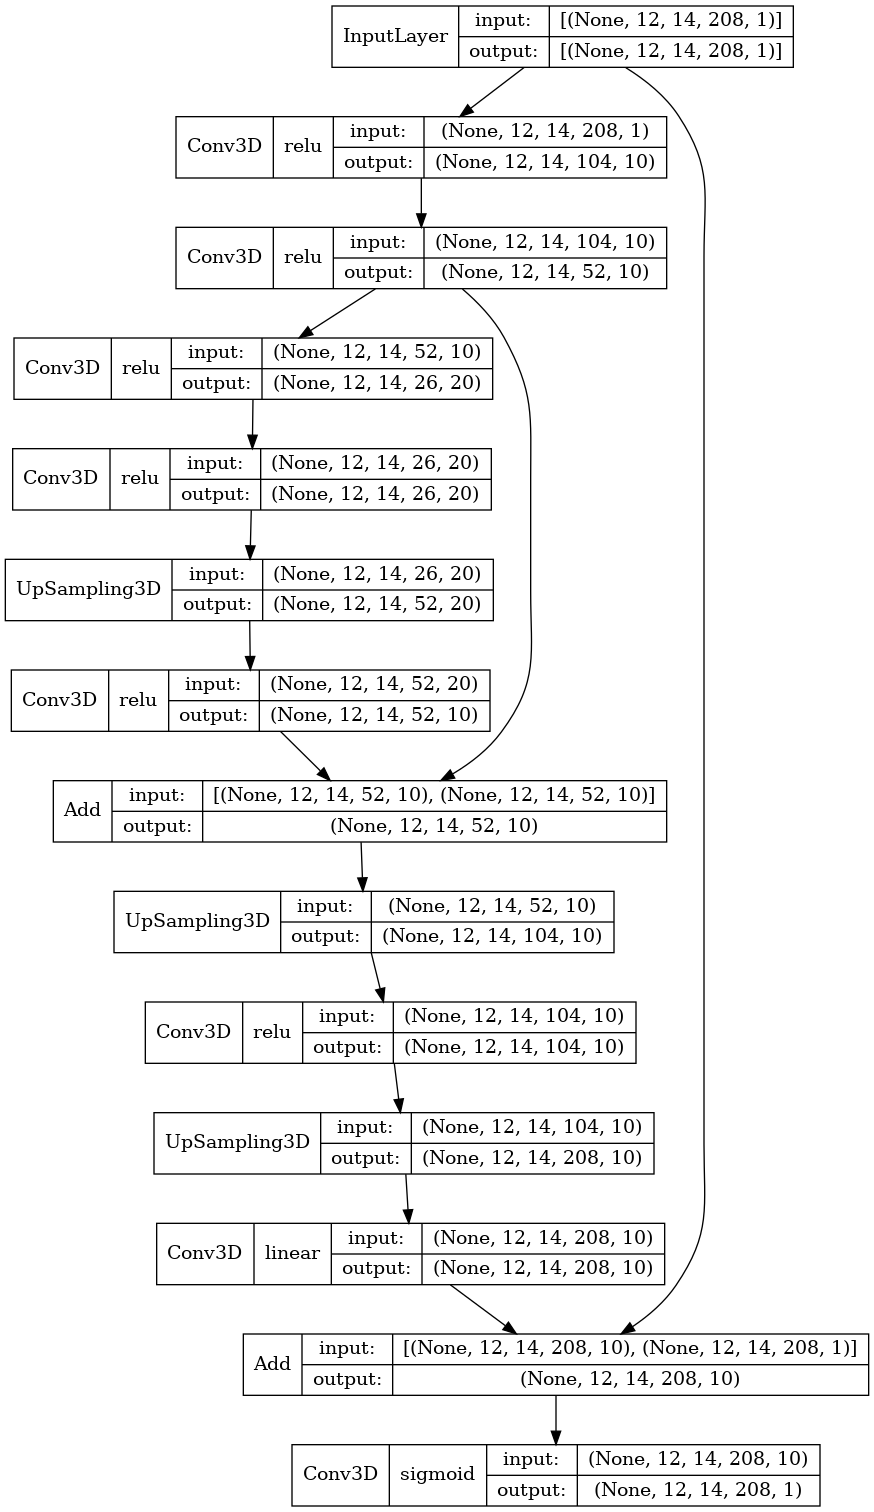 InputLayer input: [(None, 12, 14, 208, 1)]
output: [(None, 12, 14, 208, 1)]
Conv3D relu input: (None, 12, 14, 208, 1)
output: (None, 12, 14, 104, 10)
Conv3D relu input: (None, 12, 14, 104, 10)
output: (None, 12, 14, 52, 10)
Conv3D relu input: (None, 12, 14, 52, 10)
output: (None, 12, 14, 26, 20)
Conv3D relu input: (None, 12, 14, 26, 20)
output: (None, 12, 14, 26, 20)
UpSampling3D input: (None, 12, 14, 26, 20)
output: (None, 12, 14, 52, 20)
Conv3D relu input: (None, 12, 14, 52, 20)
output: (None, 12, 14, 52, 10)
Add input: [(None, 12, 14, 52, 10), (None, 12, 14, 52, 10)]
output: (None, 12, 14, 52, 10)
UpSampling3D input: (None, 12, 14, 52, 10)
output: (None, 12, 14, 104, 10)
Conv3D relu input: (None, 12, 14, 104, 10)
output: (None, 12, 14, 104, 10)
UpSampling3D input: (None, 12, 14, 104, 10)
output: (None, 12, 14, 208, 10)
Conv3D linear input: (None, 12, 14, 208, 10)
output: (None, 12, 14, 208, 10)
Add input: [(None, 12, 14, 208, 10), (None, 12, 14, 208, 1)]
output: (None, 12, 14, 208, 10)
Conv3D sigmoid input: (None, 12, 14, 208, 10)
output: (None, 12, 14, 208, 1)